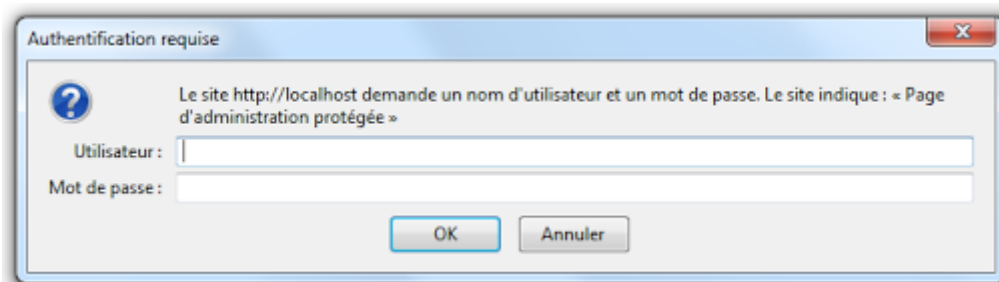 Authentification requise
Le site http://localhost demande un nom d'utilisateur et un mot de passe. Le site indique : « Page
d'administration protégée »
Utilisateur :
Mot de passe :
OK Annuler